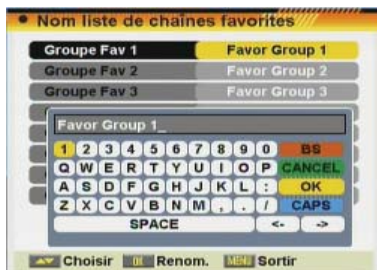 Nom liste de chaînes favorites
Groupe Fav 1 Favor Group 1
Groupe Fav 2 Favor Group 2
Groupe Fav 3 Favor Group 3
Favor Group 1_
1 2 3 4 5 6 7 8 9 0 BS
Q W E R T Y U I O P CANCEL
A S D F G H J K L : OK
Z X C V B N M , . / CAPS
SPACE <- ->
Choisir OK Renom. MENU Sortir